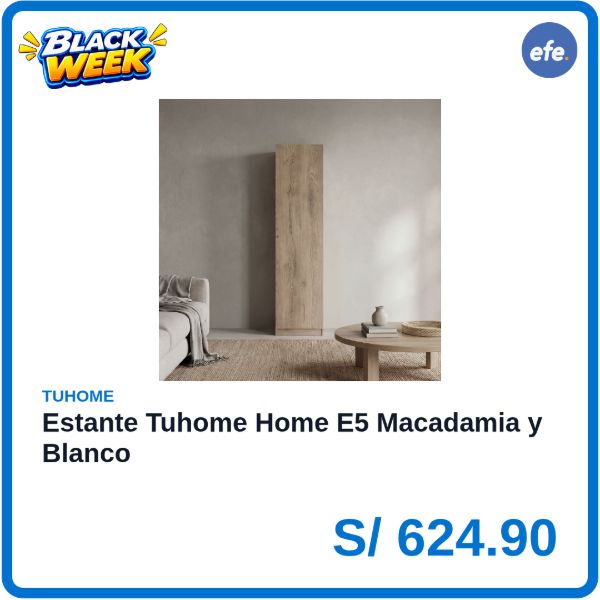 BLACK
WEEK
efe.
TUHOME
Estante Tuhome Home E5 Macadamia y
Blanco
S/ 624.90